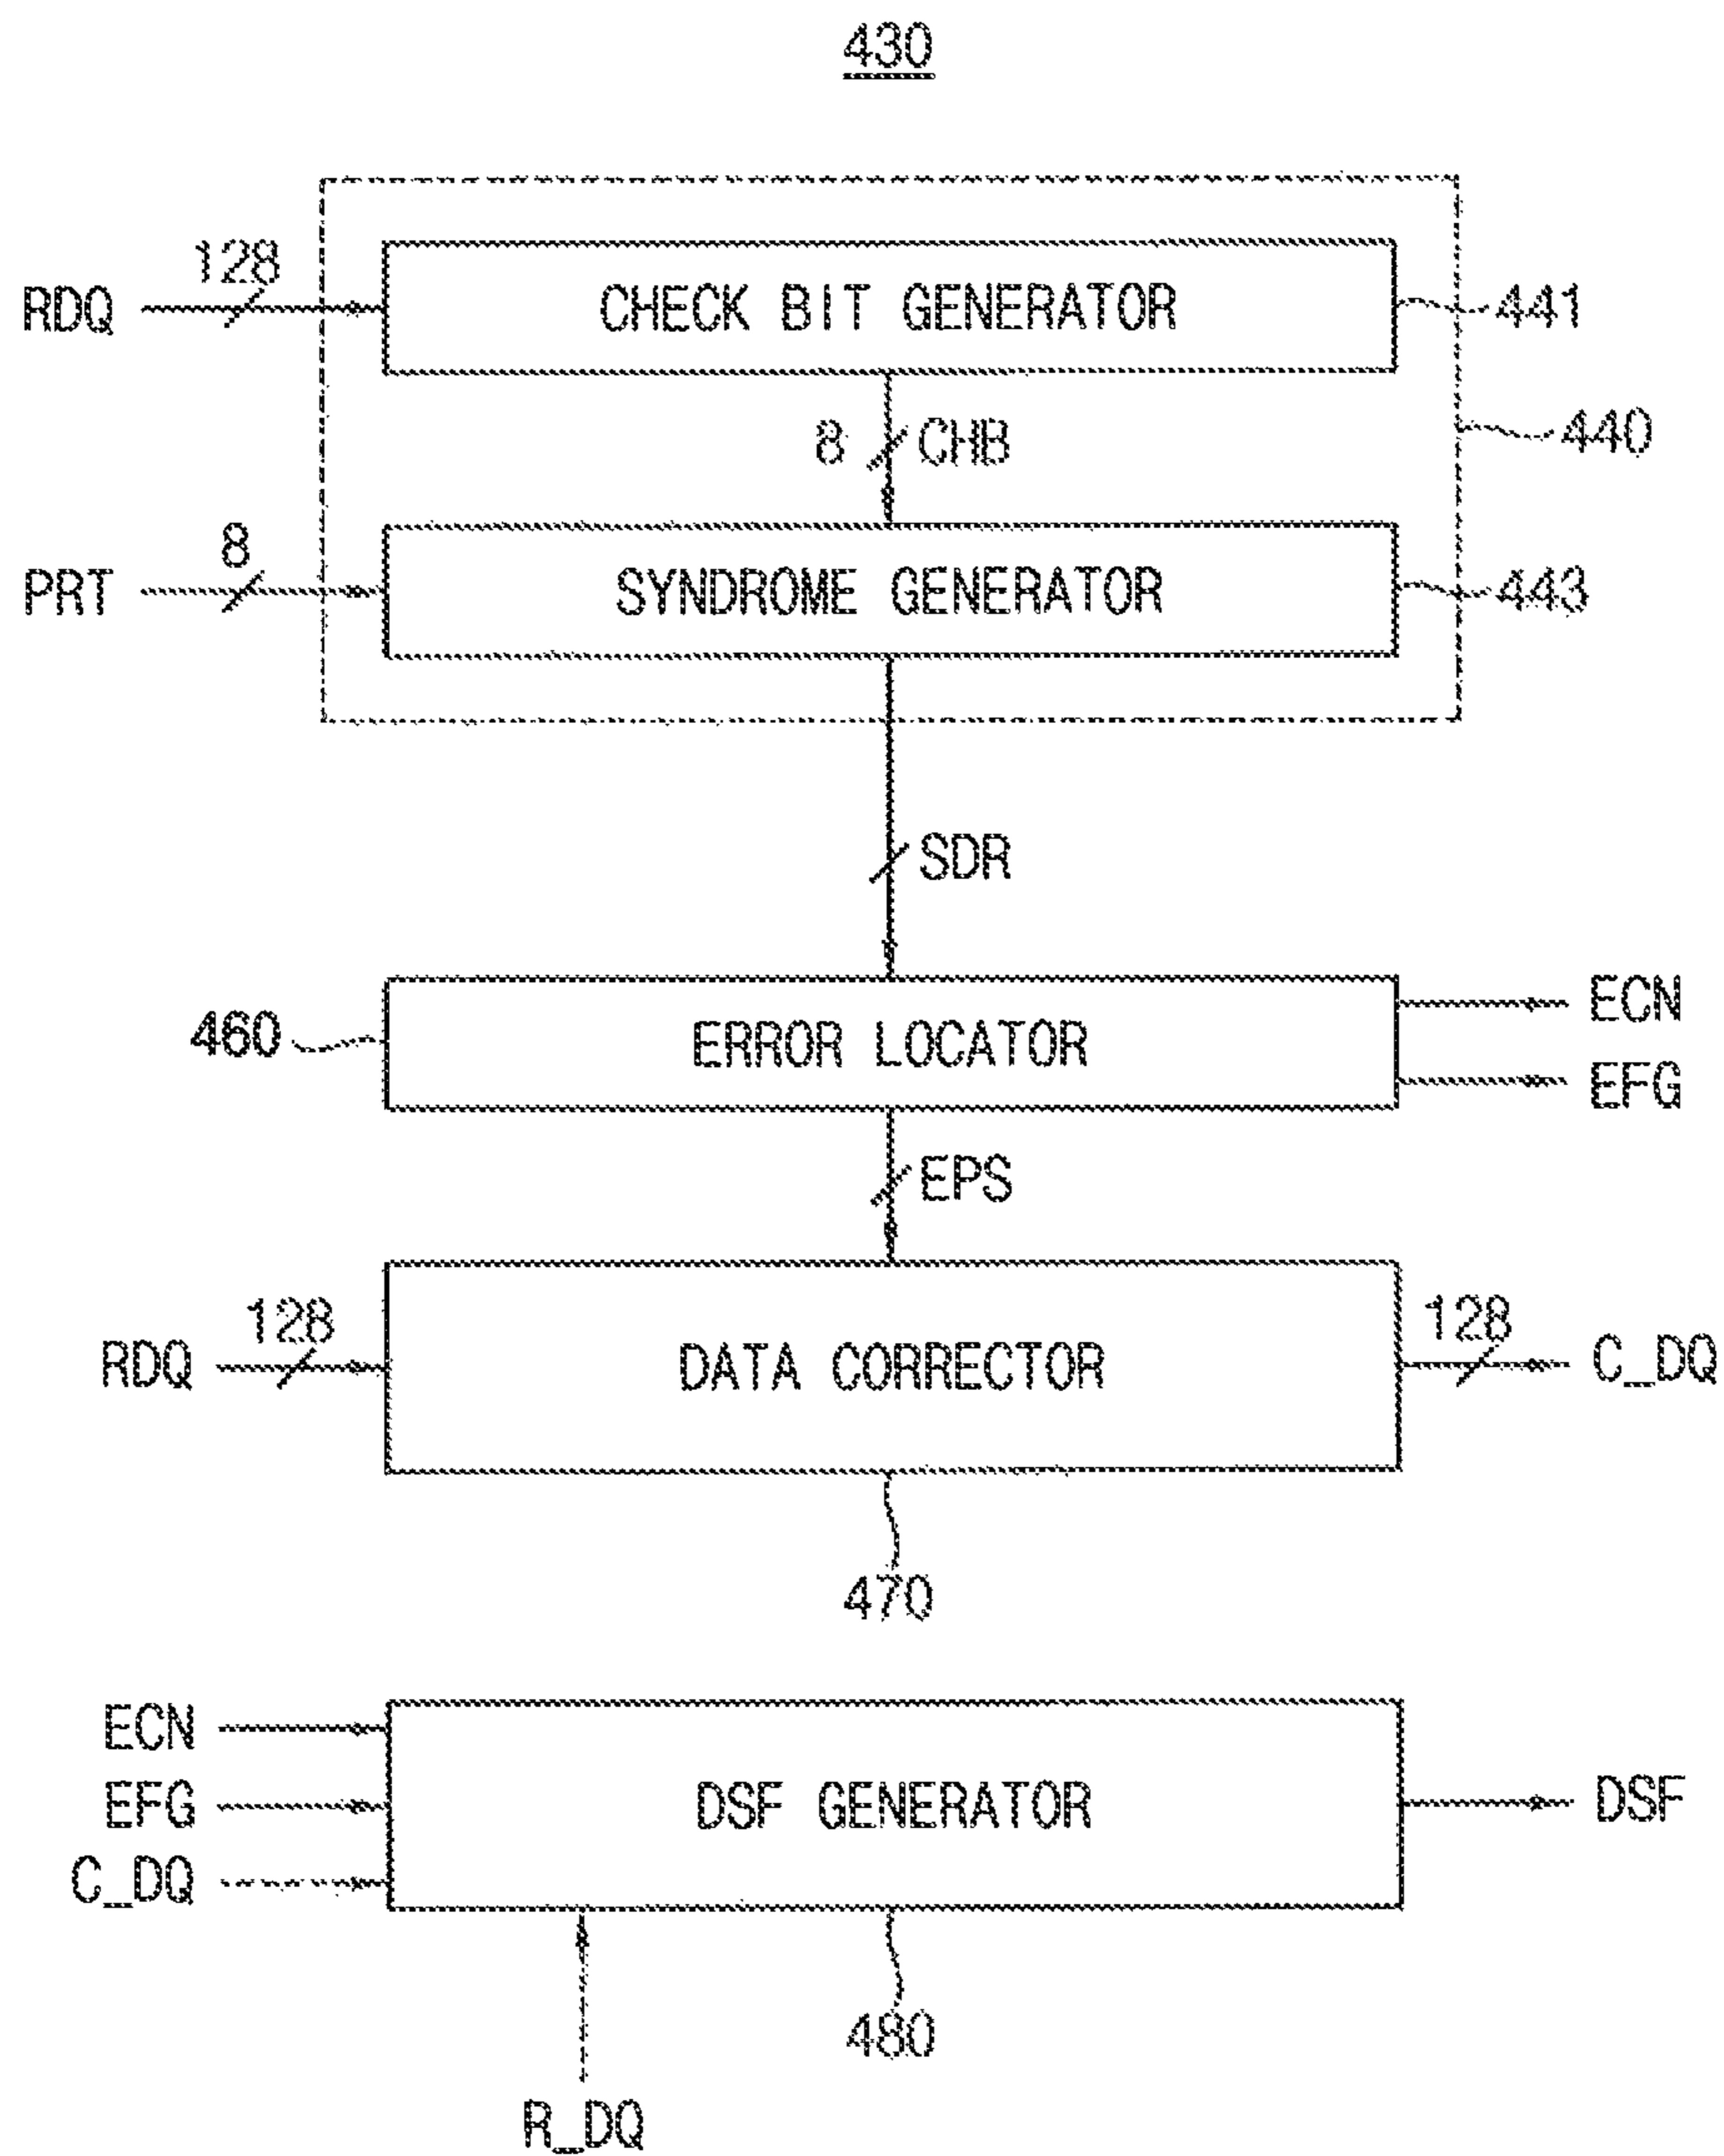 430
128
RDQ
CHECK BIT GENERATOR
441
8 CHB
440
8
PRT
SYNDROME GENERATOR
443
SDR
460
ERROR LOCATOR
ECN
EFG
EPS
128
RDQ
DATA CORRECTOR
128
C_DQ
470
ECN
EFG
C_DQ
DSF GENERATOR
DSF
480
R_DQ